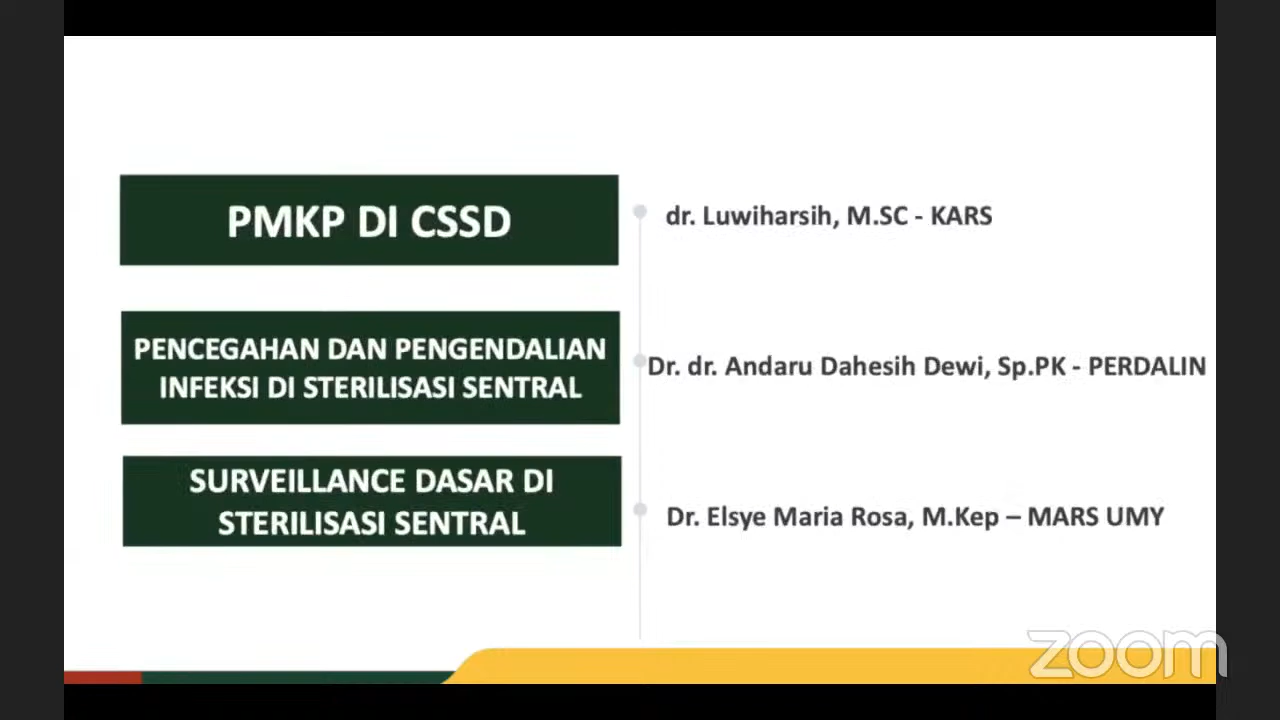 PMKP DI CSSD
dr. Luwiharsih, M.SC - KARS
PENCEGAHAN DAN PENGENDALIAN
INFEKSI DI STERILISASI SENTRAL
Dr. dr. Andaru Dahesih Dewi, Sp.PK - PERDALIN
SURVEILLANCE DASAR DI
STERILISASI SENTRAL
Dr. Elsye Maria Rosa, M.Kep – MARS UMY
zoom